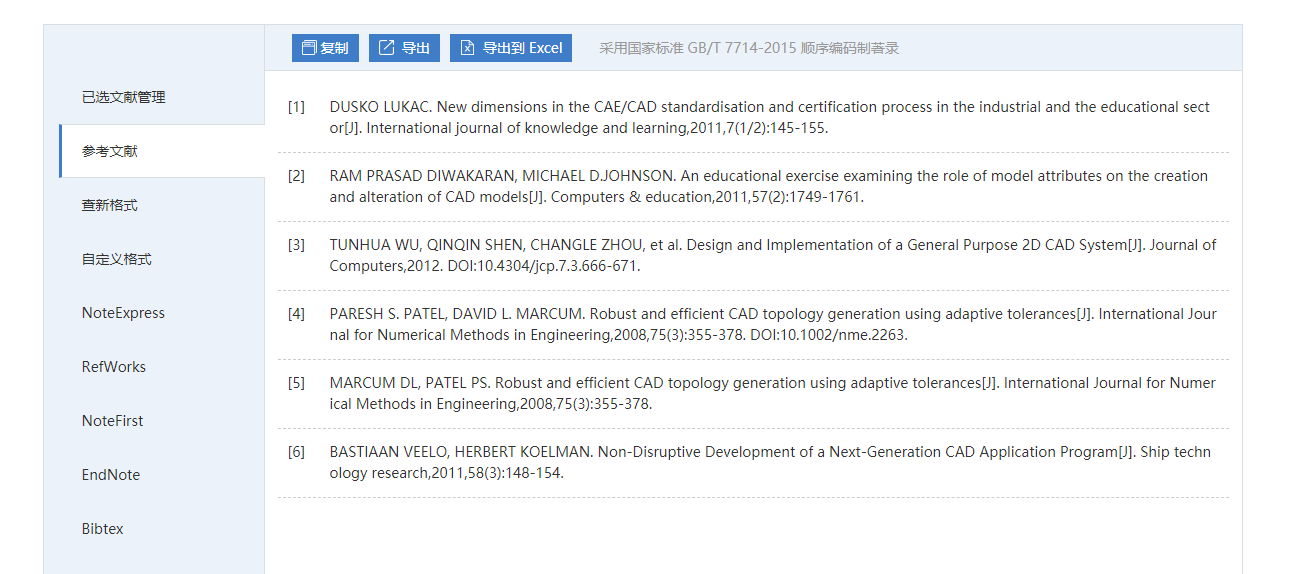 复制 导出 导出到 Excel 采用国家标准 GB/T 7714-2015 顺序编码制著录
已选文献管理
参考文献
查新格式
自定义格式
NoteExpress
RefWorks
NoteFirst
EndNote
Bibtex
[1] DUSKO LUKAC. New dimensions in the CAE/CAD standardisation and certification process in the industrial and the educational sect
or[J]. International journal of knowledge and learning,2011,7(1/2):145-155.
[2] RAM PRASAD DIWAKARAN, MICHAEL D.JOHNSON. An educational exercise examining the role of model attributes on the creation
and alteration of CAD models[J]. Computers & education,2011,57(2):1749-1761.
[3] TUNHUA WU, QINQIN SHEN, CHANGLE ZHOU, et al. Design and Implementation of a General Purpose 2D CAD System[J]. Journal of
Computers,2012. DOI:10.4304/jcp.7.3.666-671.
[4] PARESH S. PATEL, DAVID L. MARCUM. Robust and efficient CAD topology generation using adaptive tolerances[J]. International Jour
nal for Numerical Methods in Engineering,2008,75(3):355-378. DOI:10.1002/nme.2263.
[5] MARCUM DL, PATEL PS. Robust and efficient CAD topology generation using adaptive tolerances[J]. International Journal for Numer
ical Methods in Engineering,2008,75(3):355-378.
[6] BASTIAAN VEELO, HERBERT KOELMAN. Non-Disruptive Development of a Next-Generation CAD Application Program[J]. Ship techn
ology research,2011,58(3):148-154.